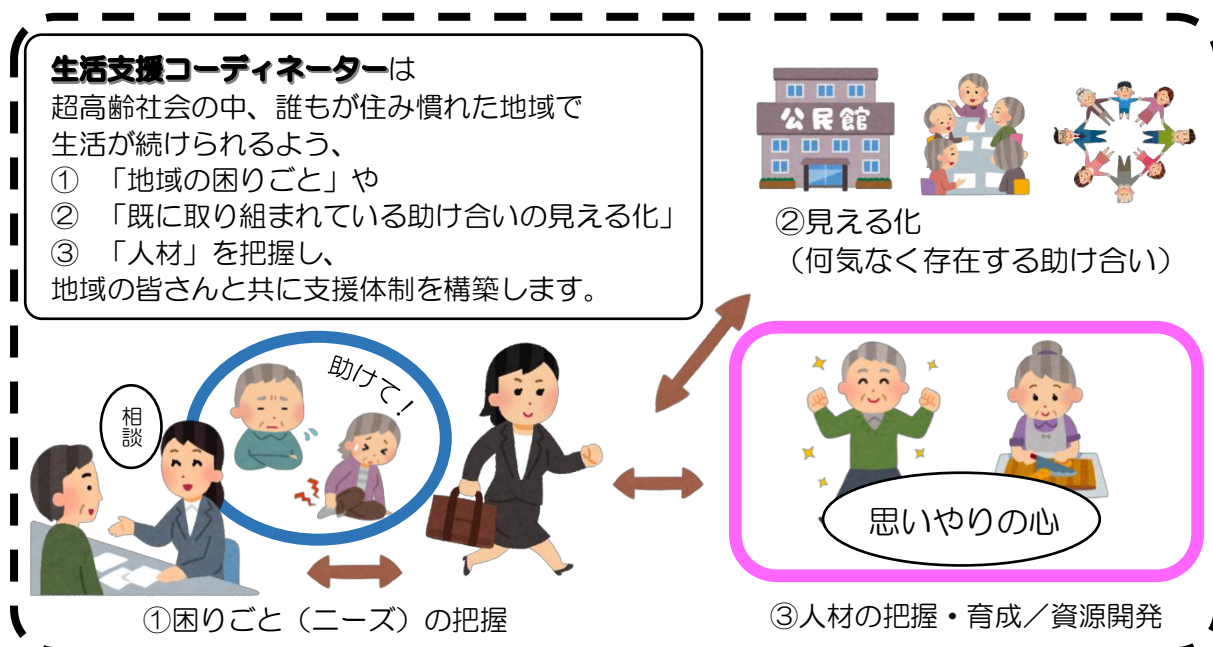 生活支援コーディネーターは
超高齢社会の中、誰もが住み慣れた地域で
生活が続けられるよう、
① 「地域の困りごと」や
② 「既に取り組まれている助け合いの見える化」
③ 「人材」を把握し、
地域の皆さんと共に支援体制を構築します。
公民館
②見える化
（何気なく存在する助け合い）
相談
助けて！
思いやりの心
①困りごと（ニーズ）の把握
③人材の把握・育成／資源開発